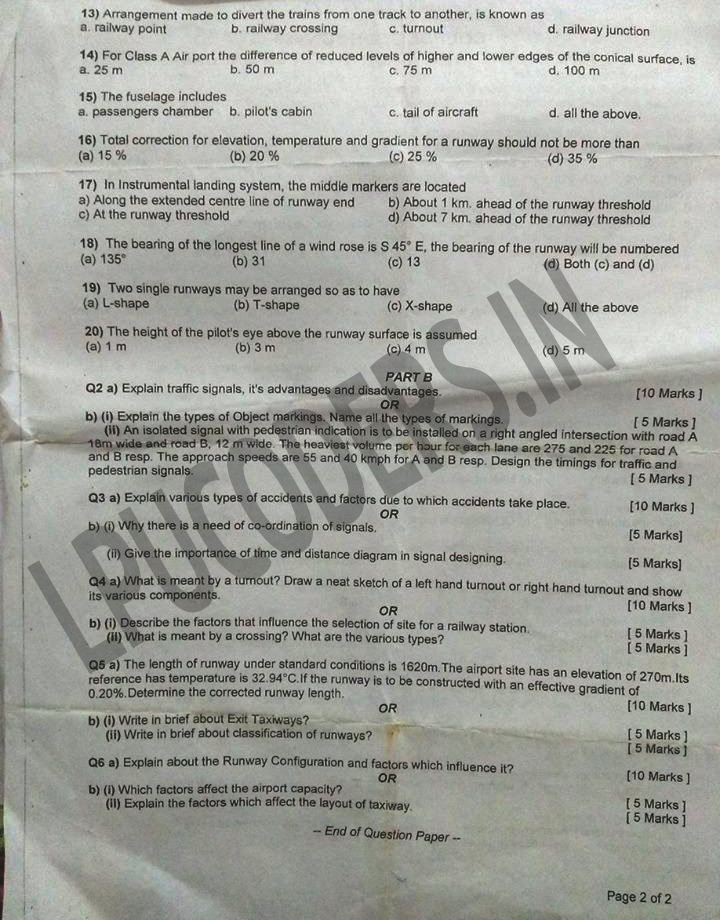 13) Arrangement made to divert the trains from one track to another, is known as
a. railway point b. railway crossing c. turnout d. railway junction
14) For Class A Air port the difference of reduced levels of higher and lower edges of the conical surface, is
a. 25 m b. 50 m c. 75 m d. 100 m
15) The fuselage includes
a. passengers chamber b. pilot's cabin c. tail of aircraft d. all the above.
16) Total correction for elevation, temperature and gradient for a runway should not be more than
(a) 15 % (b) 20 % (c) 25 % (d) 35 %
17) In Instrumental landing system, the middle markers are located
a) Along the extended centre line of runway end b) About 1 km. ahead of the runway threshold
c) At the runway threshold d) About 7 km. ahead of the runway threshold
18) The bearing of the longest line of a wind rose is S 45° E, the bearing of the runway will be numbered
(a) 135° (b) 31 (c) 13 (d) Both (c) and (d)
19) Two single runways may be arranged so as to have
(a) L-shape (b) T-shape (c) X-shape (d) All the above
20) The height of the pilot's eye above the runway surface is assumed
(a) 1 m (b) 3 m (c) 4 m (d) 5 m
PART B
Q2 a) Explain traffic signals, it's advantages and disadvantages. [10 Marks ]
OR
b) (i) Explain the types of Object markings. Name all the types of markings. [ 5 Marks ]
(ii) An isolated signal with pedestrian indication is to be installed on a right angled intersection with road A
18m wide and road B, 12 m wide. The heaviest volume per hour for each lane are 275 and 225 for road A
and B resp. The approach speeds are 55 and 40 kmph for A and B resp. Design the timings for traffic and
pedestrian signals. [ 5 Marks ]
Q3 a) Explain various types of accidents and factors due to which accidents take place. [10 Marks ]
OR
b) (i) Why there is a need of co-ordination of signals. [5 Marks]
(ii) Give the importance of time and distance diagram in signal designing. [5 Marks]
Q4 a) What is meant by a turnout? Draw a neat sketch of a left hand turnout or right hand turnout and show
its various components. [10 Marks ]
OR
b) (i) Describe the factors that influence the selection of site for a railway station. [ 5 Marks ]
(ii) What is meant by a crossing? What are the various types? [ 5 Marks ]
Q5 a) The length of runway under standard conditions is 1620m.The airport site has an elevation of 270m.Its
reference has temperature is 32.94°C.If the runway is to be constructed with an effective gradient of
0.20%.Determine the corrected runway length. [10 Marks ]
OR
b) (i) Write in brief about Exit Taxiways? [ 5 Marks ]
(ii) Write in brief about classification of runways? [ 5 Marks ]
Q6 a) Explain about the Runway Configuration and factors which influence it? [10 Marks ]
OR
b) (i) Which factors affect the airport capacity? [ 5 Marks ]
(ii) Explain the factors which affect the layout of taxiway. [ 5 Marks ]
-- End of Question Paper --
Page 2 of 2
LPUCODERS.IN